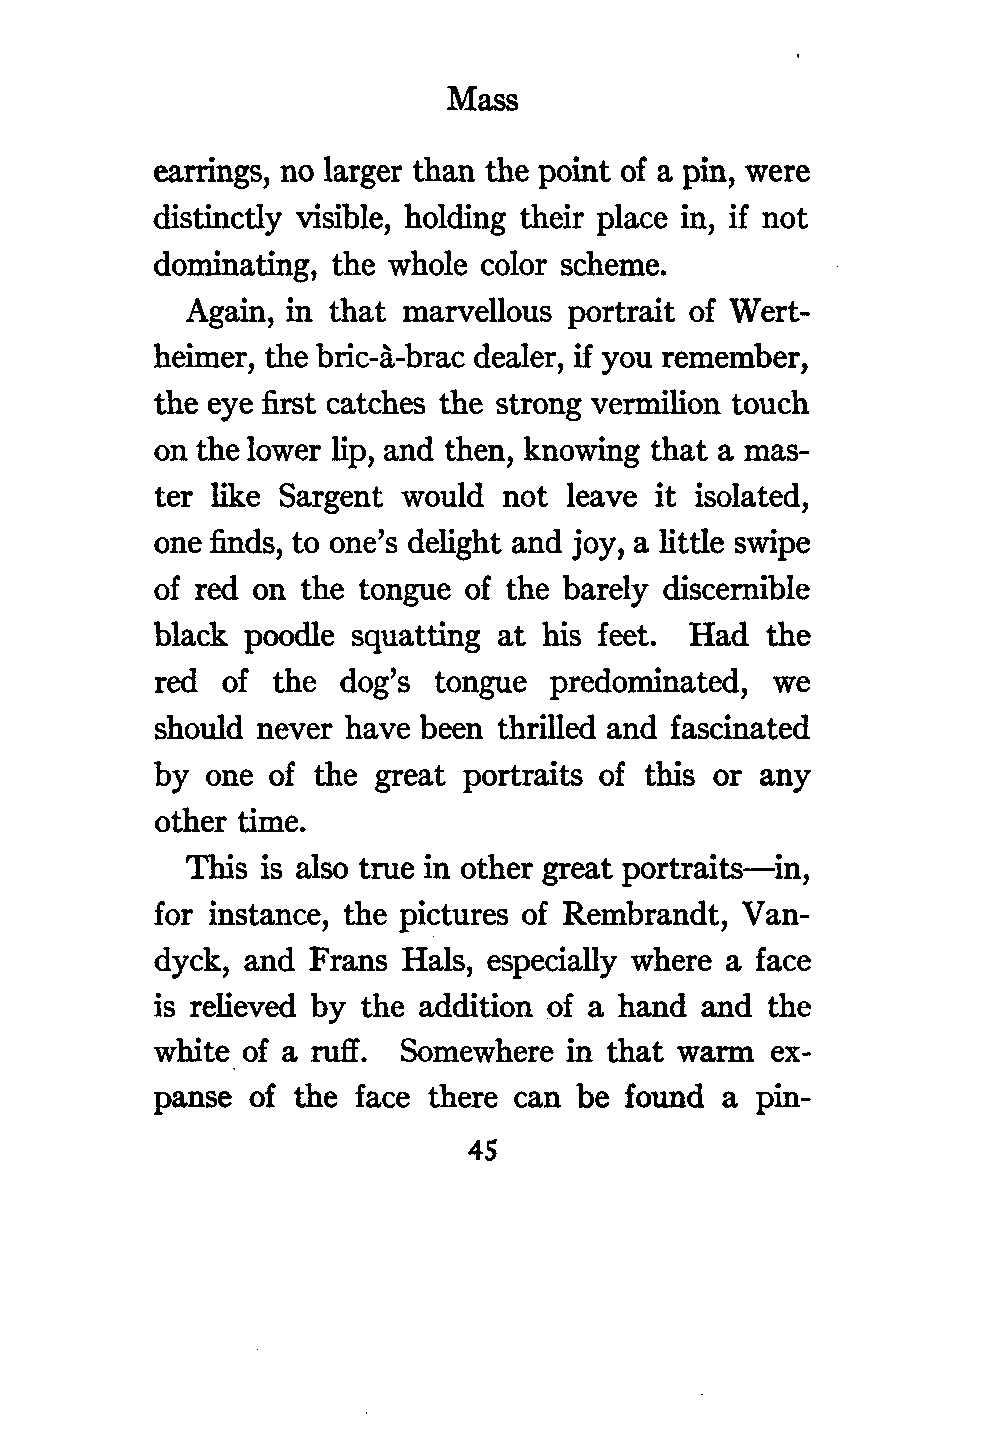 Mass
earrings, no larger than the point of a pin, were
distinctly visible, holding their place in, if not
dominating, the whole color scheme.
Again, in that marvellous portrait of Wert-
heimer, the bric-à-brac dealer, if you remember,
the eye first catches the strong vermilion touch
on the lower lip, and then, knowing that a mas-
ter like Sargent would not leave it isolated,
one finds, to one's delight and joy, a little swipe
of red on the tongue of the barely discernible
black poodle squatting at his feet. Had the
red of the dog's tongue predominated, we
should never have been thrilled and fascinated
by one of the great portraits of this or any
other time.
This is also true in other great portraits—in,
for instance, the pictures of Rembrandt, Van-
dyck, and Frans Hals, especially where a face
is relieved by the addition of a hand and the
white of a ruff. Somewhere in that warm ex-
panse of the face there can be found a pin-
45